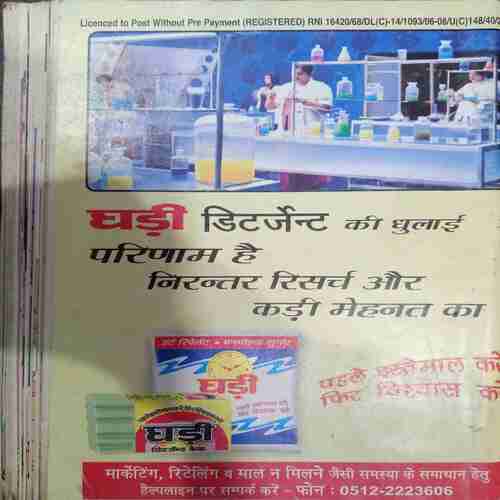 Licenced to Post Without Pre Payment (REGISTERED) RNI 16420/68/DL(C)-14/1093/06-08/U(C)148/40/2
घड़ी डिटर्जेन्ट की धुलाई
परिणाम है
निरन्तर रिसर्च और
कड़ी मेहनत का
घड़ी
पहले इस्तेमाल क
फिर विश्वास क
घड़ी
डिटर्जेन्ट केक
मार्केटिंग, रिटेलिंग व माल न मिलने जैसी समस्या के समाधान हेतु
हेल्पलाइन पर सम्पर्क करें - फोन : 0512-2223606